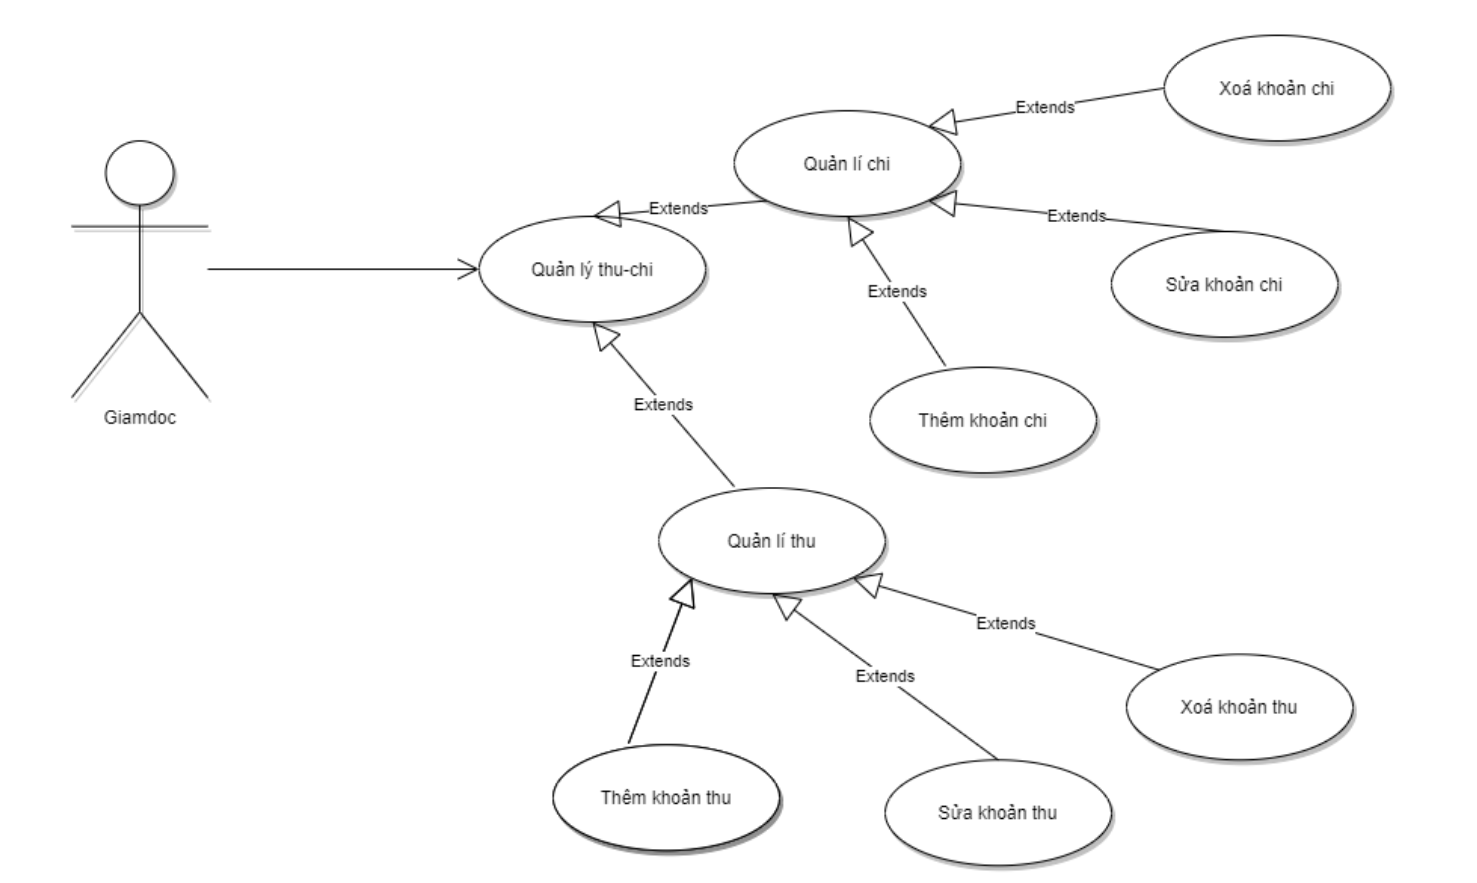 Xoá khoản chi
Extends
Quản lí chi
Extends
Extends
Quản lý thu-chi
Sửa khoản chi
Extends
Extends
Giamdoc
Thêm khoản chi
Quản lí thu
Extends
Extends
Extends
Xoá khoản thu
Thêm khoản thu
Sửa khoản thu